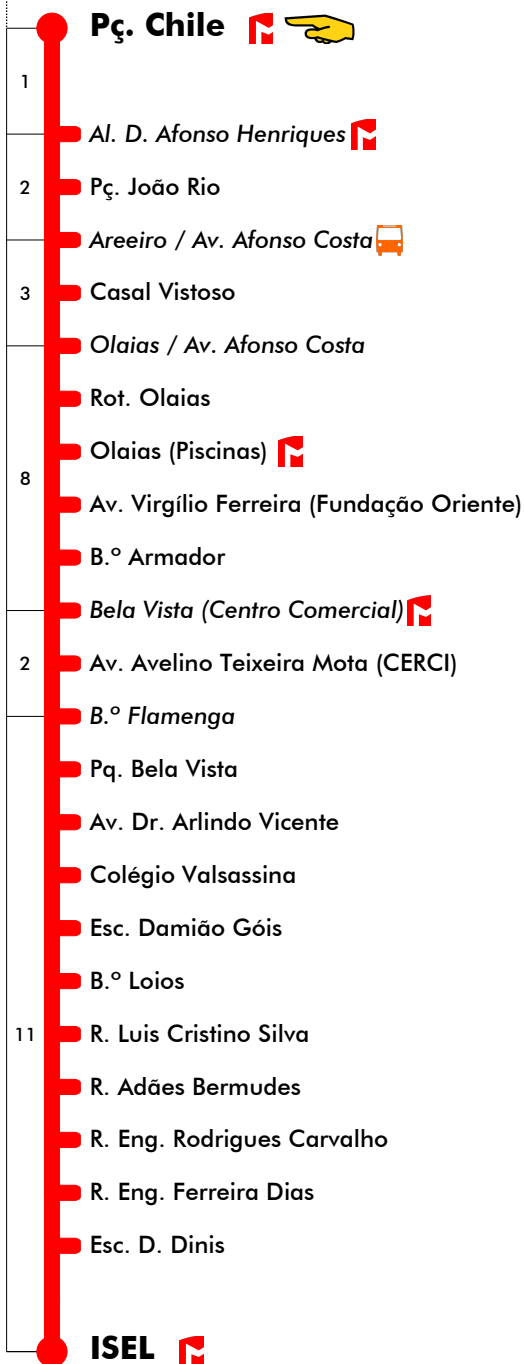 Pç. Chile
1
Al. D. Afonso Henriques
2
Pç. João Rio
Areeiro / Av. Afonso Costa
3
Casal Vistoso
Olaias / Av. Afonso Costa
Rot. Olaias
Olaias (Piscinas)
8
Av. Virgílio Ferreira (Fundação Oriente)
B.º Armador
Bela Vista (Centro Comercial)
2
Av. Avelino Teixeira Mota (CERCI)
B.º Flamenga
Pq. Bela Vista
Av. Dr. Arlindo Vicente
Colégio Valsassina
Esc. Damião Góis
B.º Loios
11
R. Luis Cristino Silva
R. Adães Bermudes
R. Eng. Rodrigues Carvalho
R. Eng. Ferreira Dias
Esc. D. Dinis
ISEL